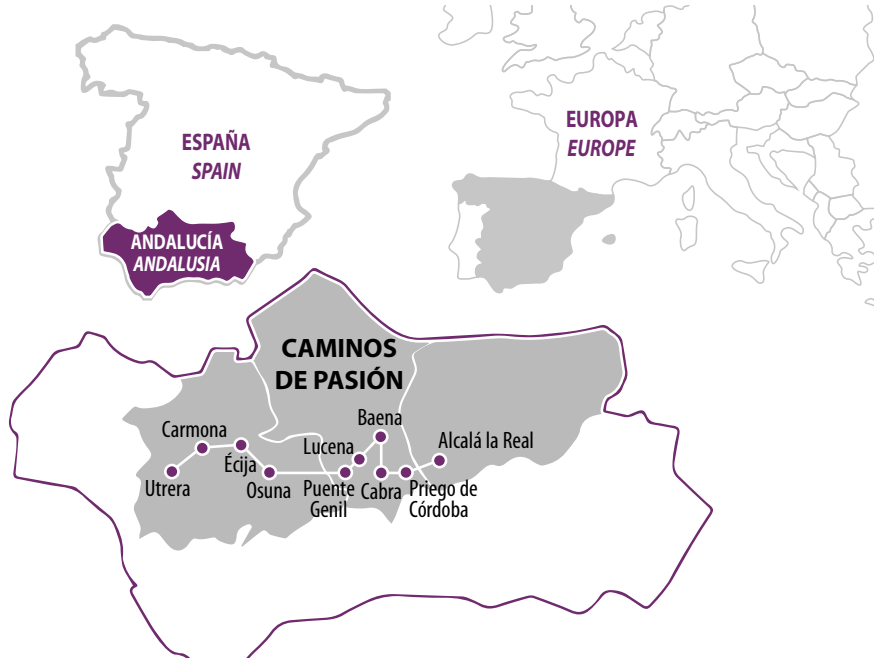 ESPAÑA
SPAIN
EUROPA
EUROPE
ANDALUCÍA
ANDALUSIA
CAMINOS
DE PASIÓN
Carmona
Baena
Lucena
Alcalá la Real
Écija
Utrera
Osuna
Puente
Genil
Cabra
Priego de
Córdoba